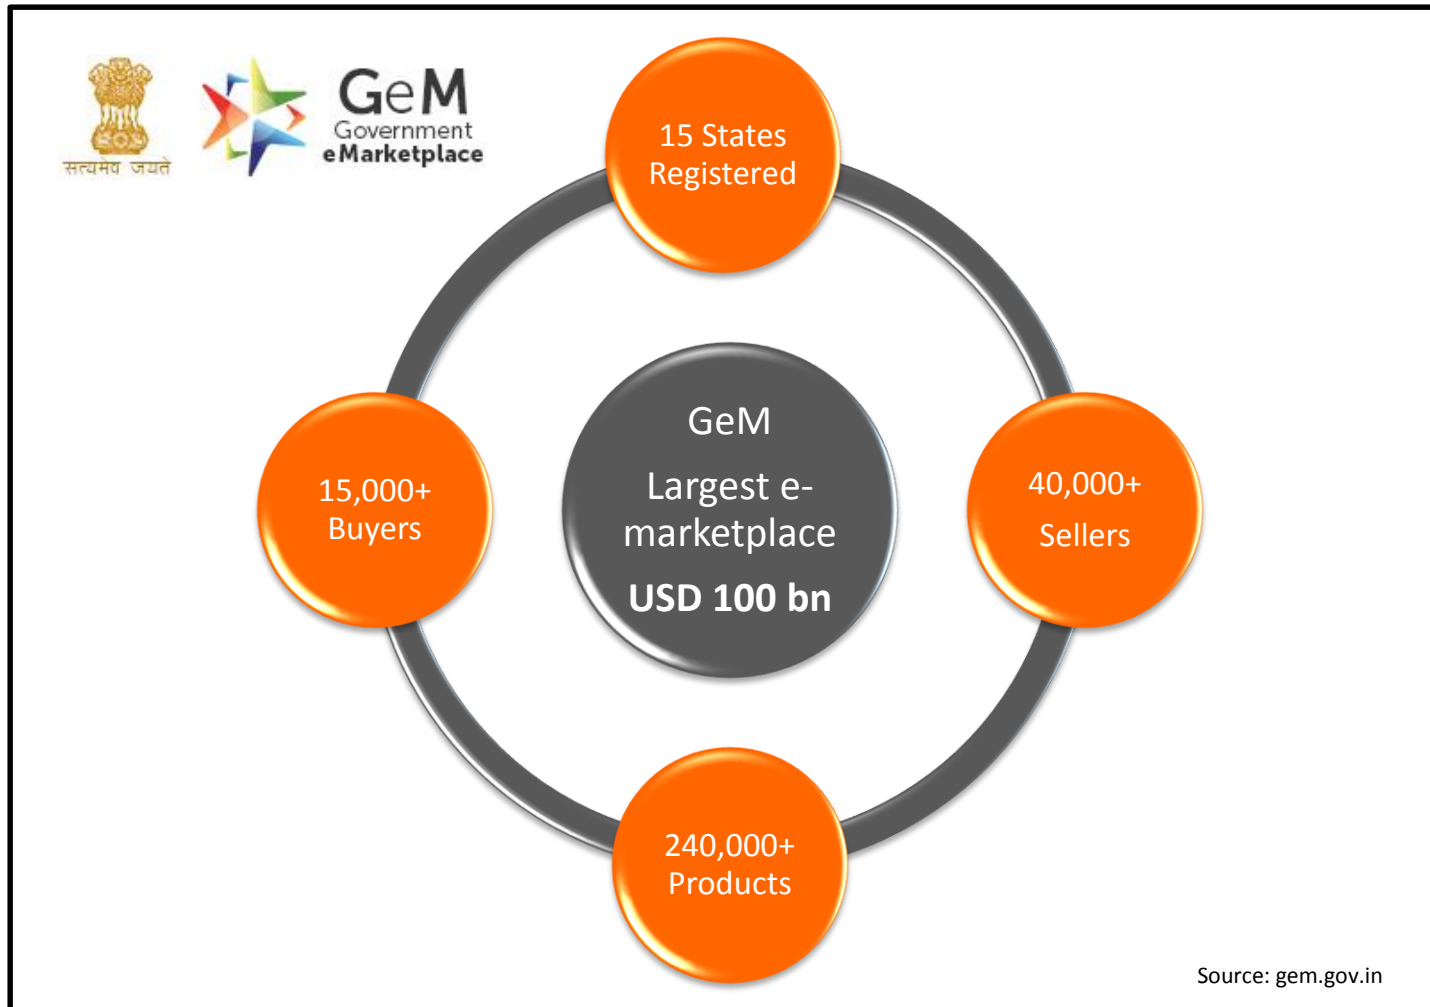 सत्यमेव जयते
GeM
Government
eMarketplace
15 States
Registered
15,000+
Buyers
GeM
Largest e-
marketplace
USD 100 bn
40,000+
Sellers
240,000+
Products
Source: gem.gov.in